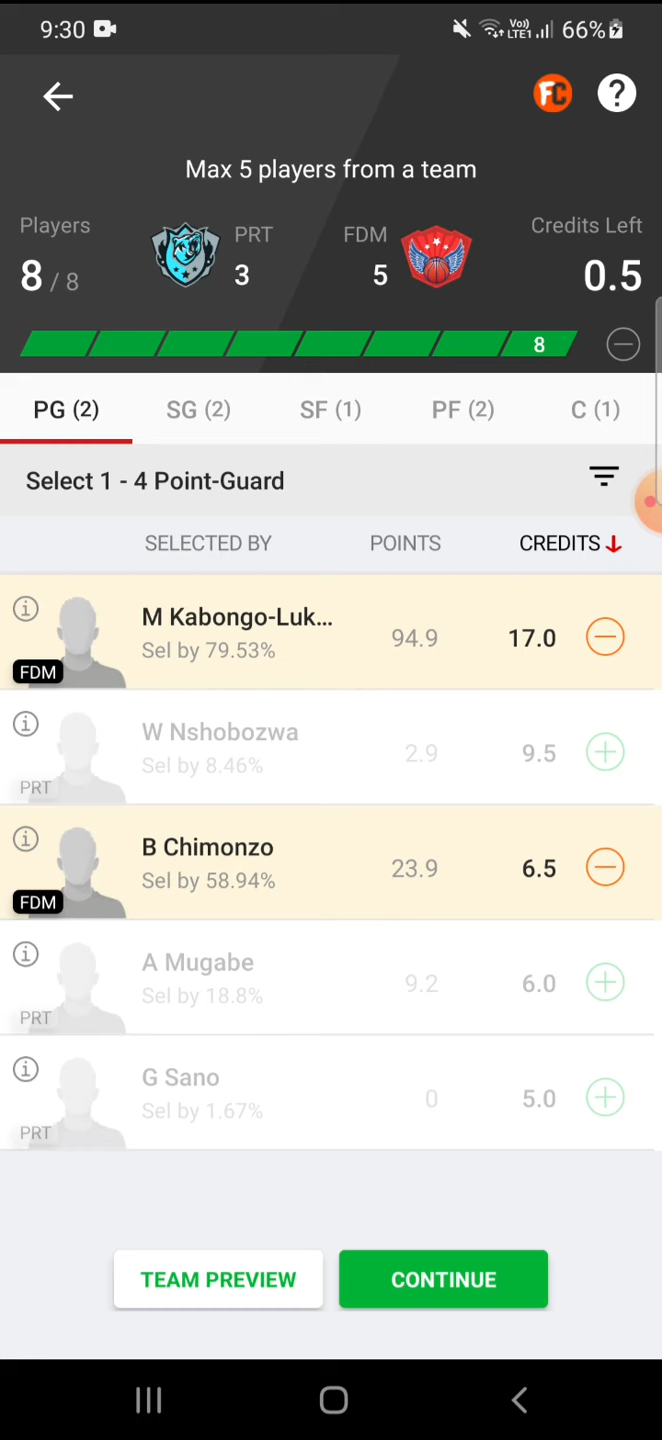 9:30 Vo)) LTE1 66%
FC ?
Max 5 players from a team
Players PRT FDM Credits Left
8 / 8 3 5 0.5
8
PG (2) SG (2) SF (1) PF (2) C (1)
Select 1 - 4 Point-Guard
SELECTED BY POINTS CREDITS
M Kabongo-Luk...
Sel by 79.53% 94.9 17.0
FDM
W Nshobozwa
Sel by 8.46% 2.9 9.5
PRT
B Chimonzo
Sel by 58.94% 23.9 6.5
FDM
A Mugabe
Sel by 18.8% 9.2 6.0
PRT
G Sano
Sel by 1.67% 0 5.0
PRT
TEAM PREVIEW CONTINUE